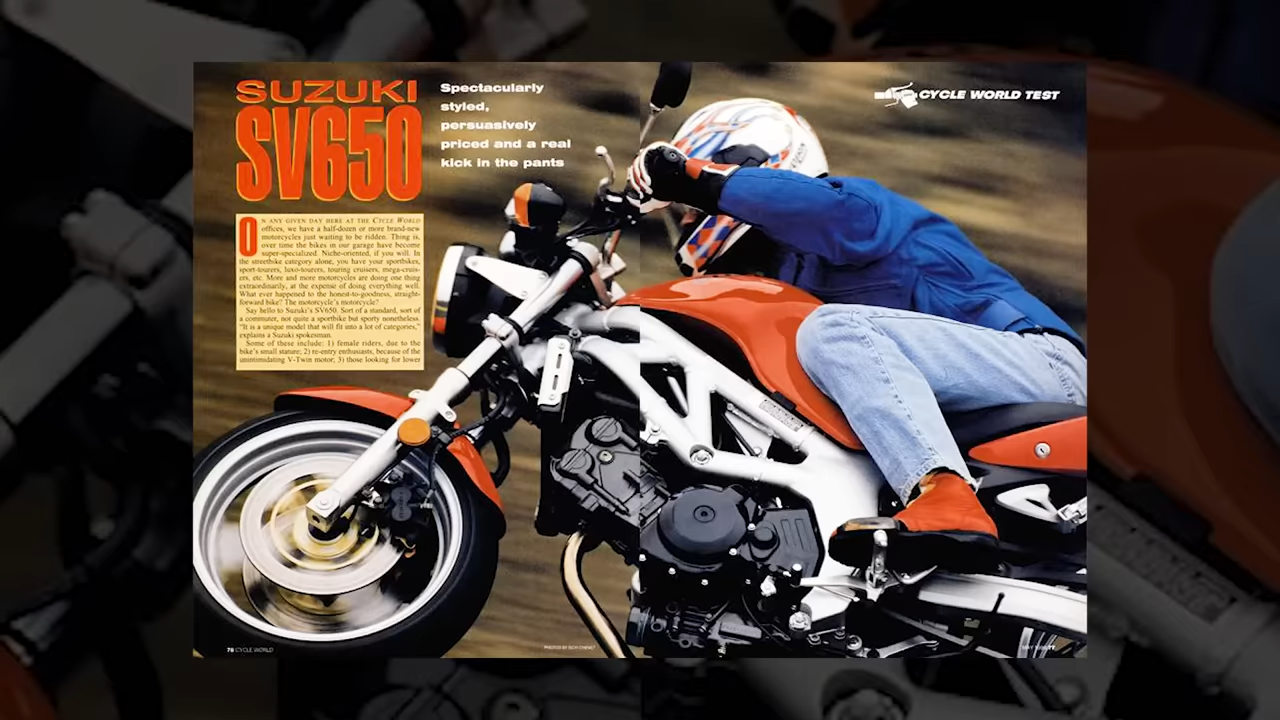 SUZUKI
SV650
Spectacularly
styled,
persuasively
priced and a real
kick in the pants
CYCLE WORLD TEST
ON ANY GIVEN DAY HERE AT THE CYCLE WORLD
offices, we have a half-dozen or more brand-new
motorcycles just waiting to be ridden. Thing is,
over time the bikes in our garage have become
super-specialized. Niche-oriented, if you will. In
the streetbike category alone, you have your sportbikes,
sport-tourers, luxo-tourers, touring cruisers, mega-cruis-
ers, etc. More and more motorcycles are doing one thing
extraordinarily, at the expense of doing everything well.
What ever happened to the honest-to-goodness, straight-
forward bike? The motorcycle's motorcycle?
Say hello to Suzuki's SV650. Sort of a standard, sort of
a commuter, not quite a sportbike but sporty nonetheless.
"It is a unique model that will fit into a lot of categories,"
explains a Suzuki spokesman.
Some of these include: 1) female riders, due to the
bike's small stature; 2) re-entry enthusiasts, because of the
unintimidating V-Twin motor; 3) those looking for lower
76 CYCLE WORLD
PHOTOS BY
MAY 77